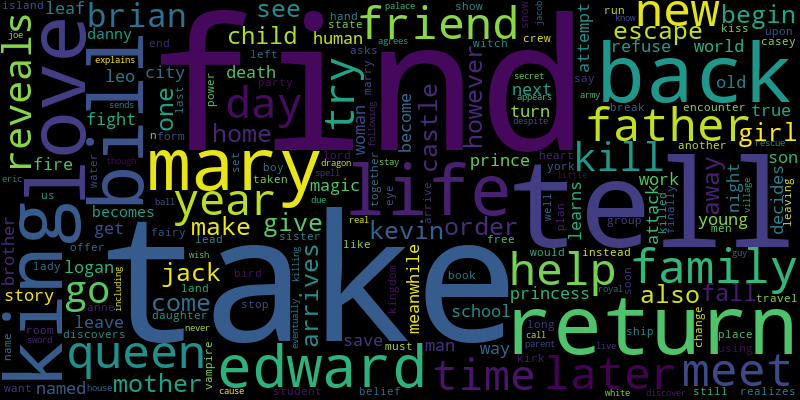 island leaf brian see friend attempt show snow jacob run state new kiss begin
joe danny child hand palace crew know upon casey
reveals explains end left human asks agrees witch say escape
love bill leo city death party try world refuse back old
sends one power day secret next appears army break encounter true
fight last home marry woman however turn despite father girl
n form become following castle another rescue
us water though mary set boy lord dragon prince heart york kill son
fire taken magic spell together stay little work away night decides
eric becomes year due eye life learns attack tell killed finally village leaving
king get ball fairy make give real kevin arrive order well plan group young men
brother offer lead sister like free would instead soon guy
lady logan wish land bird arrives meanwhile kingdom book help family
go jack take princess also fall travel
story including come stop killing school return change
anne daughter save must man long call ship place
name room sword leave never eventually way kirk parent live using
discovers queen vampire edward time later meet
want named house mother cause student belief royal white discover still realizes